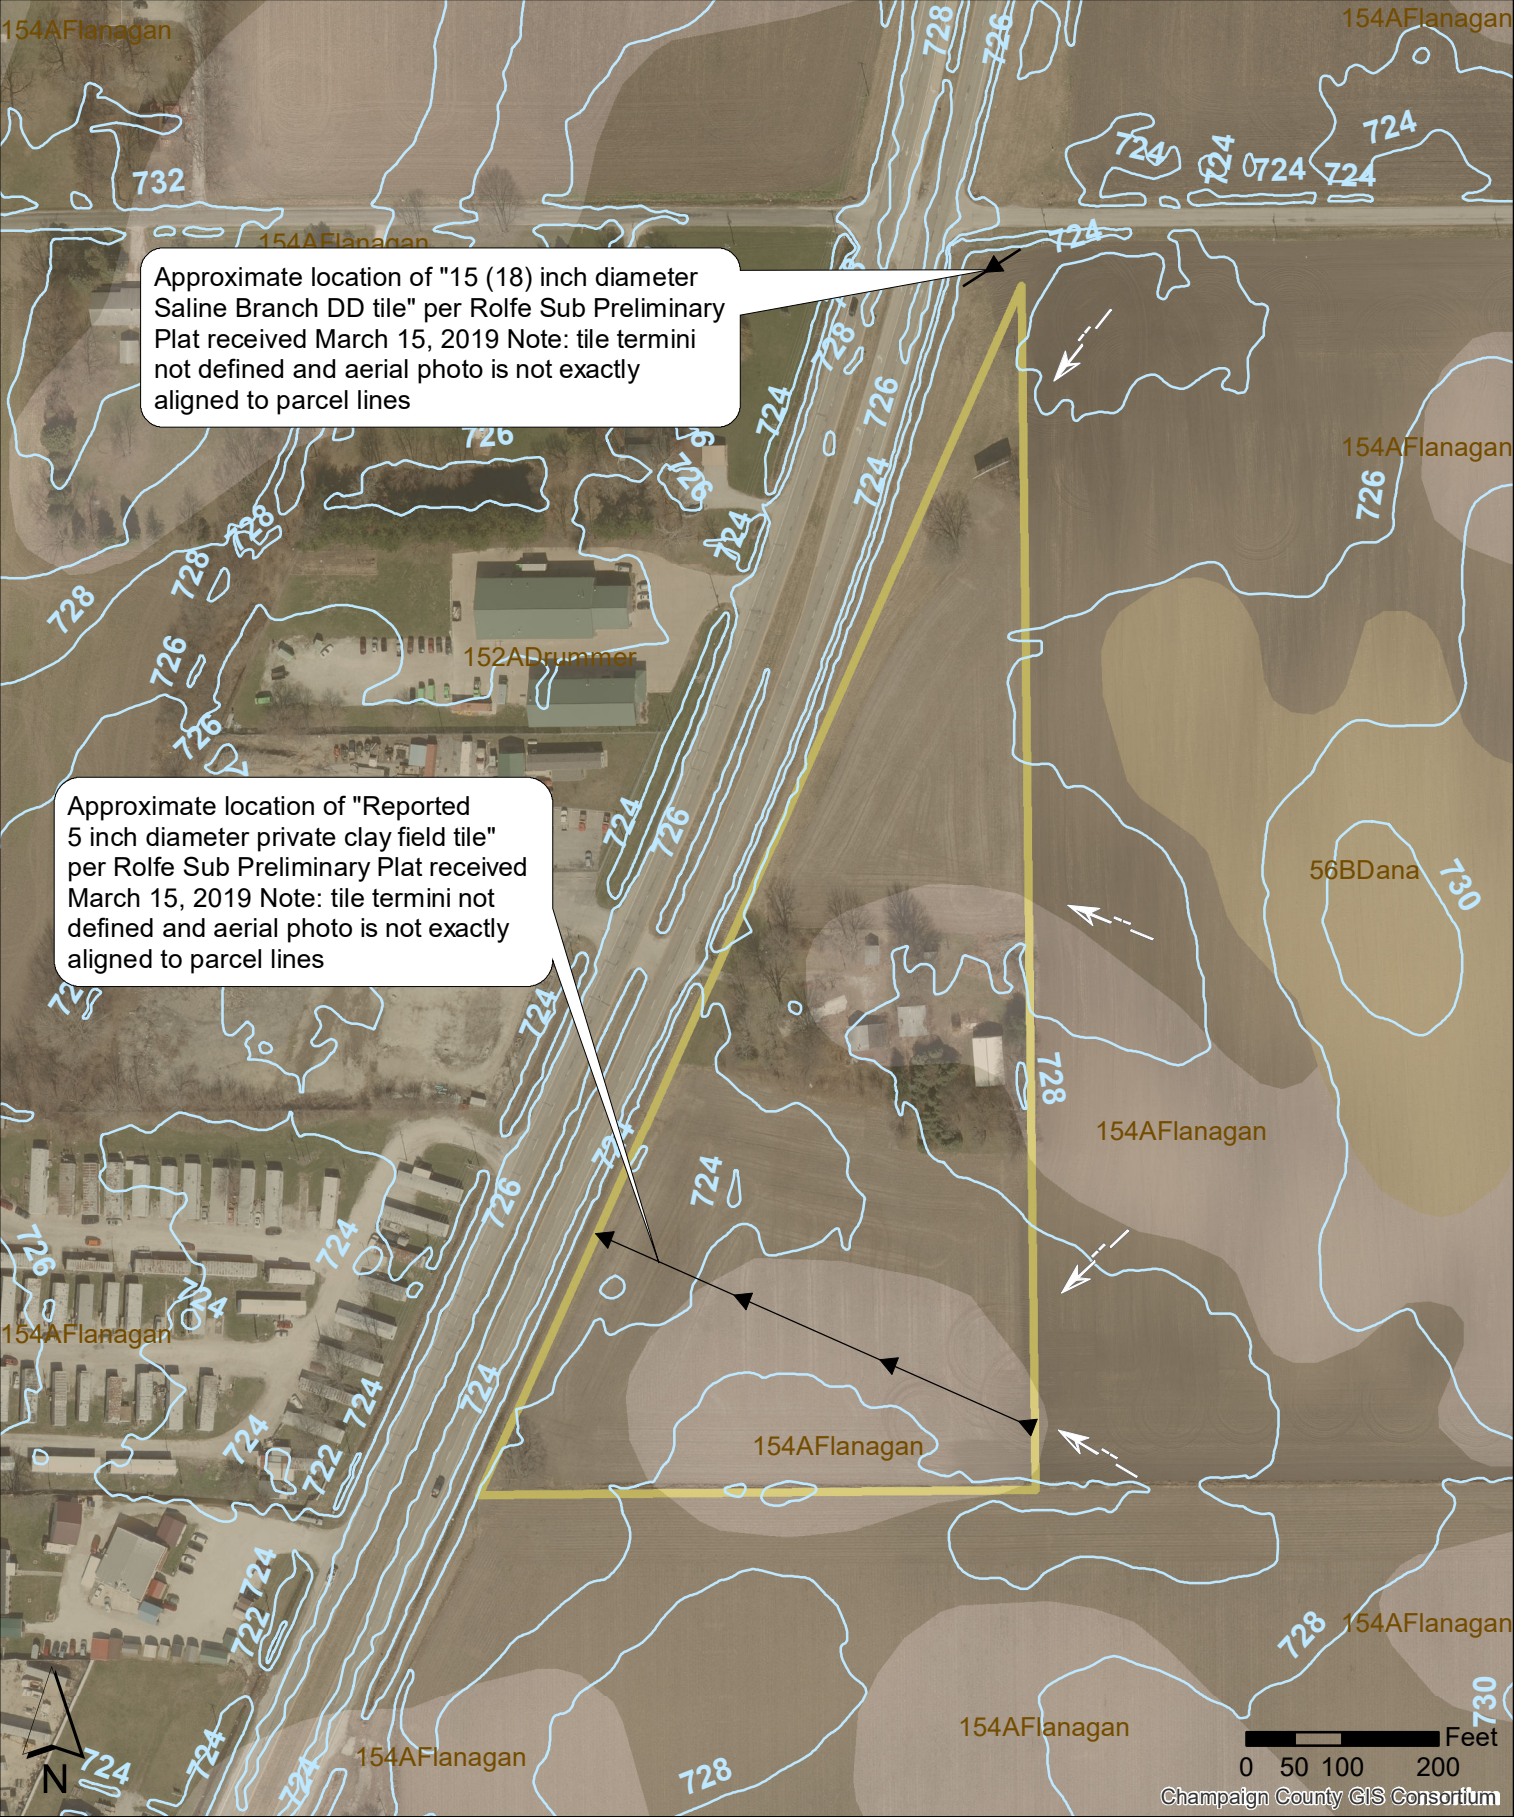 154AFlanagan
728
726
154AFlanagan
724
724
724
724
724
732
154AFlanagan
724
Approximate location of "15 (18) inch diameter
Saline Branch DD tile" per Rolfe Sub Preliminary
Plat received March 15, 2019 Note: tile termini
not defined and aerial photo is not exactly
aligned to parcel lines
728
726
724
726
154AFlanagan
726
724
726
728
724
728
728
726
152ADrummer
726
Approximate location of "Reported
5 inch diameter private clay field tile"
per Rolfe Sub Preliminary Plat received
March 15, 2019 Note: tile termini not
defined and aerial photo is not exactly
aligned to parcel lines
724
726
56BDana
730
724
728
724
154AFlanagan
724
726
724
726
724
154AFlanagan
724
724
724
722
154AFlanagan
724
722
728
154AFlanagan
730
154AFlanagan
154AFlanagan
724
724
724
728
N
Feet
0 50 100 200
Champaign County GIS Consortium